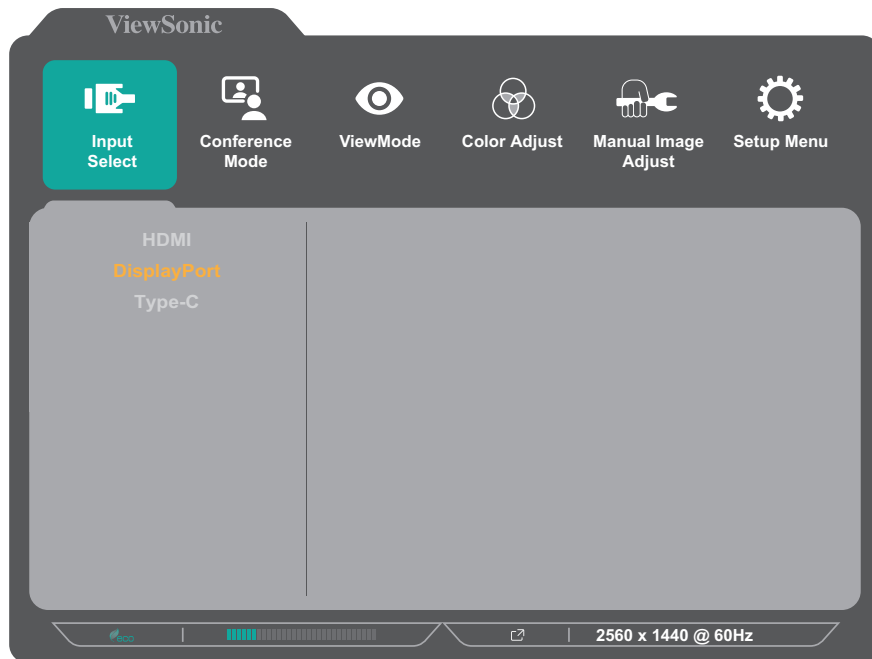 ViewSonic
Input
Select
Conference
Mode
ViewMode
Color Adjust
Manual Image
Adjust
Setup Menu
HDMI
DisplayPort
Type-C
eco
2560 x 1440 @ 60Hz